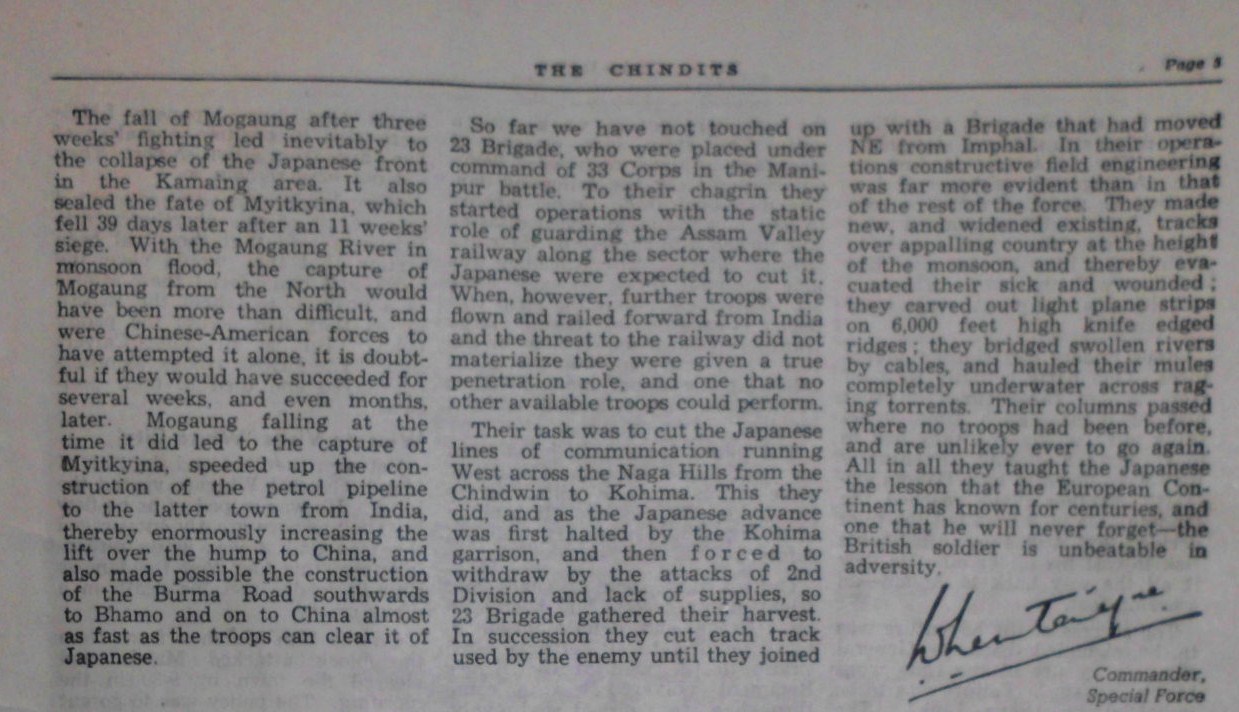 THE CHINDITS
Page 5
The fall of Mogaung after three
weeks' fighting led inevitably to
the collapse of the Japanese front
in the Kamaing area. It also
sealed the fate of Myitkyina, which
fell 39 days later after an 11 weeks'
siege. With the Mogaung River in
monsoon flood, the capture of
Mogaung from the North would
have been more than difficult, and
were Chinese-American forces to
have attempted it alone, it is doubt-
ful if they would have succeeded for
several weeks, and even months,
later. Mogaung falling at the
time it did led to the capture of
Myitkyina, speeded up the con-
struction of the petrol pipeline
to the latter town from India,
thereby enormously increasing the
lift over the hump to China, and
also made possible the construction
of the Burma Road southwards
to Bhamo and on to China almost
as fast as the troops can clear it of
Japanese.
So far we have not touched on
23 Brigade, who were placed under
command of 33 Corps in the Mani-
pur battle. To their chagrin they
started operations with the static
role of guarding the Assam Valley
railway along the sector where the
Japanese were expected to cut it.
When, however, further troops were
flown and railed forward from India
and the threat to the railway did not
materialize they were given a true
penetration role, and one that no
other available troops could perform.
Their task was to cut the Japanese
lines of communication running
West across the Naga Hills from the
Chindwin to Kohima. This they
did, and as the Japanese advance
was first halted by the Kohima
garrison, and then forced to
withdraw by the attacks of 2nd
Division and lack of supplies, so
23 Brigade gathered their harvest.
In succession they cut each track
used by the enemy until they joined
up with a Brigade that had moved
NE from Imphal. In their opera-
tions constructive field engineering
was far more evident than in that
of the rest of the force. They made
new, and widened existing, tracks
over appalling country at the height
of the monsoon, and thereby eva-
cuated their sick and wounded;
they carved out light plane strips
on 6,000 feet high knife edged
ridges; they bridged swollen rivers
by cables, and hauled their mules
completely underwater across rag-
ing torrents. Their columns passed
where no troops had been before,
and are unlikely ever to go again.
All in all they taught the Japanese
the lesson that the European Con-
tinent has known for centuries, and
one that he will never forget—the
British soldier is unbeatable in
adversity.
Commander,
Special Force